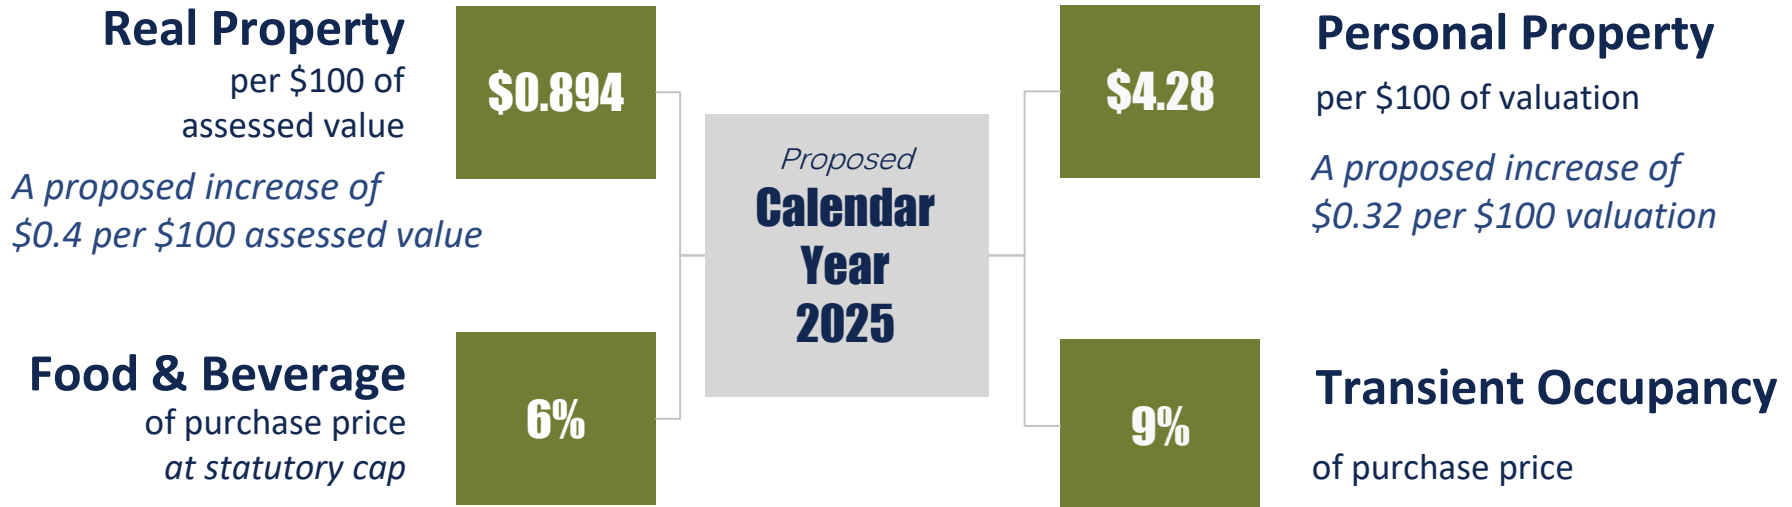 Real Property
per $100 of
assessed value
A proposed increase of
$0.4 per $100 assessed value
$0.894
Food & Beverage
of purchase price
at statutory cap
6%
Proposed
Calendar
Year
2025
$4.28
Personal Property
per $100 of valuation
A proposed increase of
$0.32 per $100 valuation
9%
Transient Occupancy
of purchase price